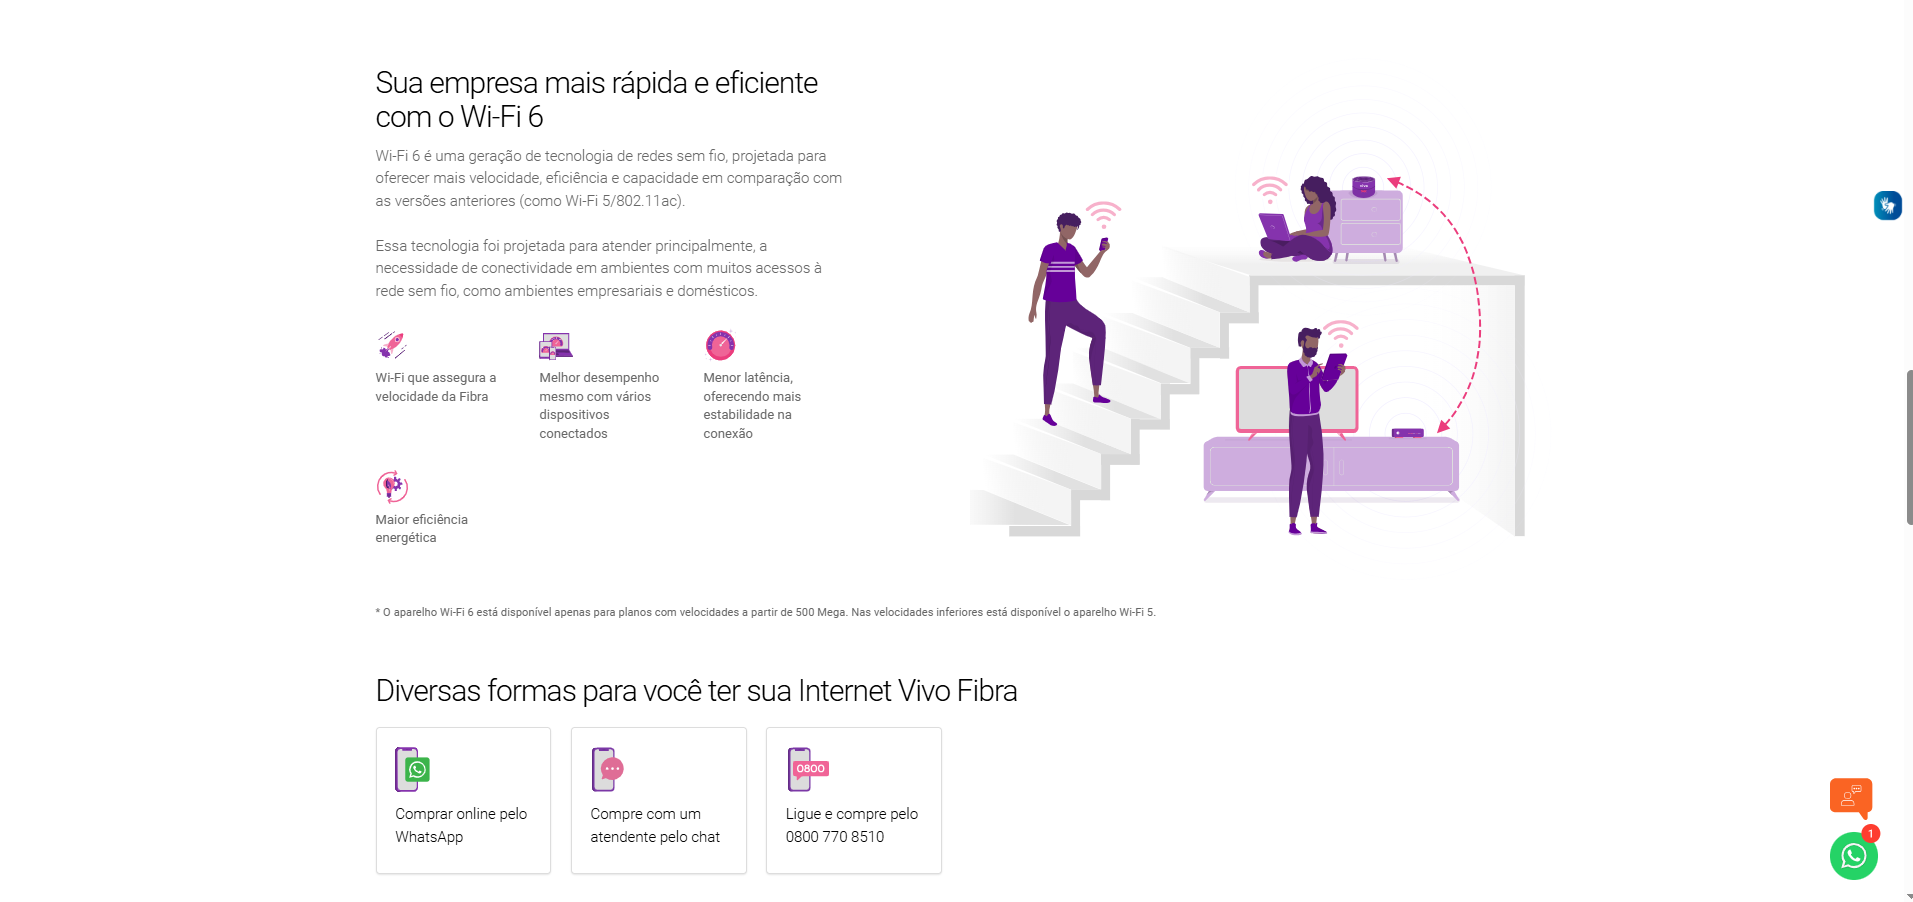 Sua empresa mais rápida e eficiente
com o Wi-Fi 6
Wi-Fi 6 é uma geração de tecnologia de redes sem fio, projetada para
oferecer mais velocidade, eficiência e capacidade em comparação com
as versões anteriores (como Wi-Fi 5/802.11ac).
Essa tecnologia foi projetada para atender principalmente, a
necessidade de conectividade em ambientes com muitos acessos à
rede sem fio, como ambientes empresariais e domésticos.
Wi-Fi que assegura a
velocidade da Fibra
Melhor desempenho
mesmo com vários
dispositivos
conectados
Menor latência,
oferecendo mais
estabilidade na
conexão
Maior eficiência
energética
vivo
* O aparelho Wi-Fi 6 está disponível apenas para planos com velocidades a partir de 500 Mega. Nas velocidades inferiores está disponível o aparelho Wi-Fi 5.
Diversas formas para você ter sua Internet Vivo Fibra
Comprar online pelo
WhatsApp
Compre com um
atendente pelo chat
0800
Ligue e compre pelo
0800 770 8510
1